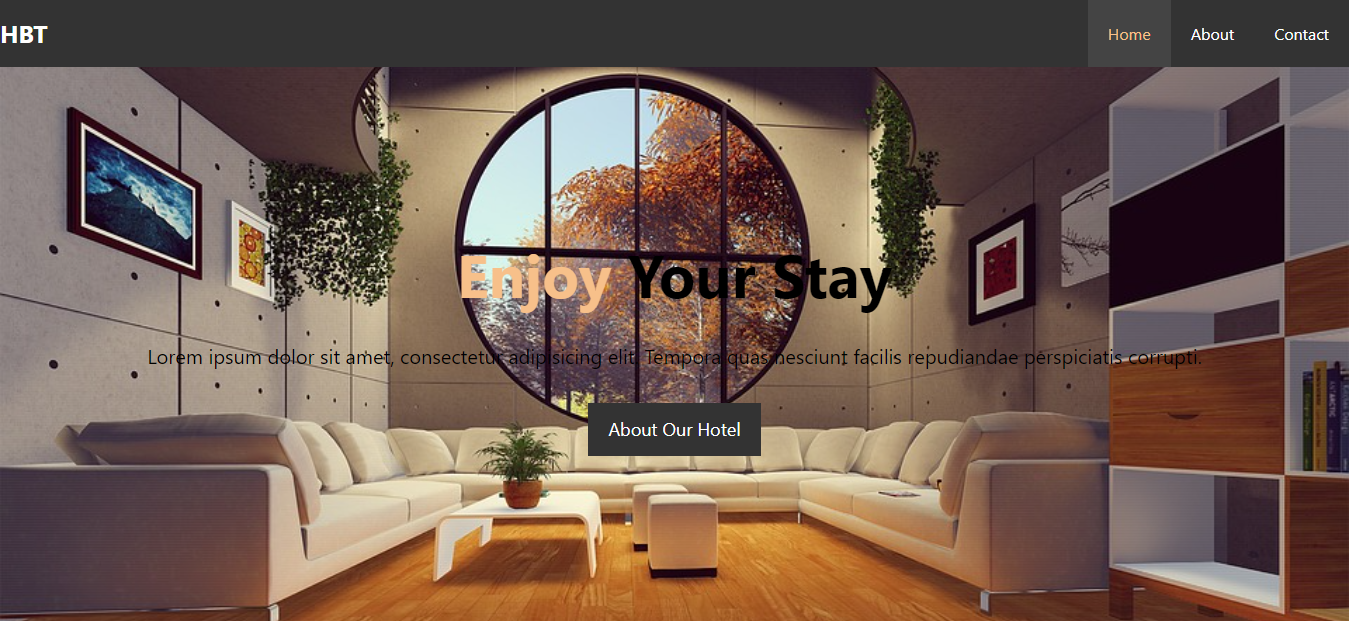 HBT
Home About Contact
Enjoy Your Stay
Lorem ipsum dolor sit amet, consectetur adipisicing elit. Tempora quas nesciunt facilis repudiandae perspiciatis corrupti.
About Our Hotel